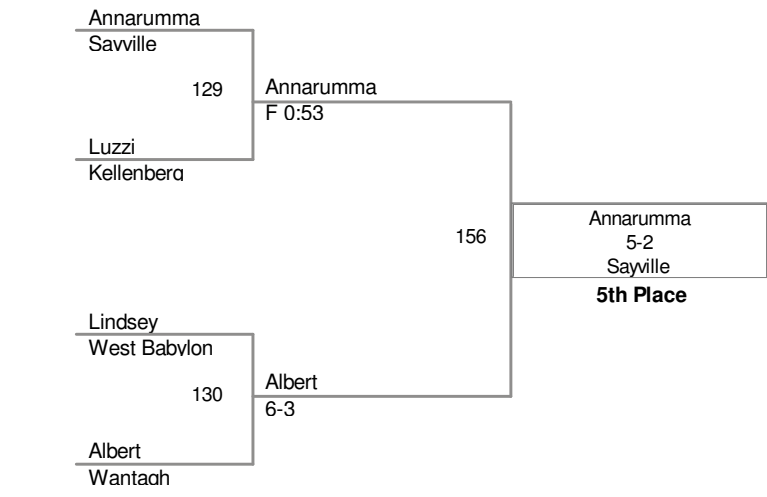 Annarumma
Sayville
129
Annarumma
F 0:53
Luzzi
Kellenberg
156
Annarumma
5-2
Sayville
5th Place
Lindsey
West Babylon
130
Albert
6-3
Albert
Wantagh